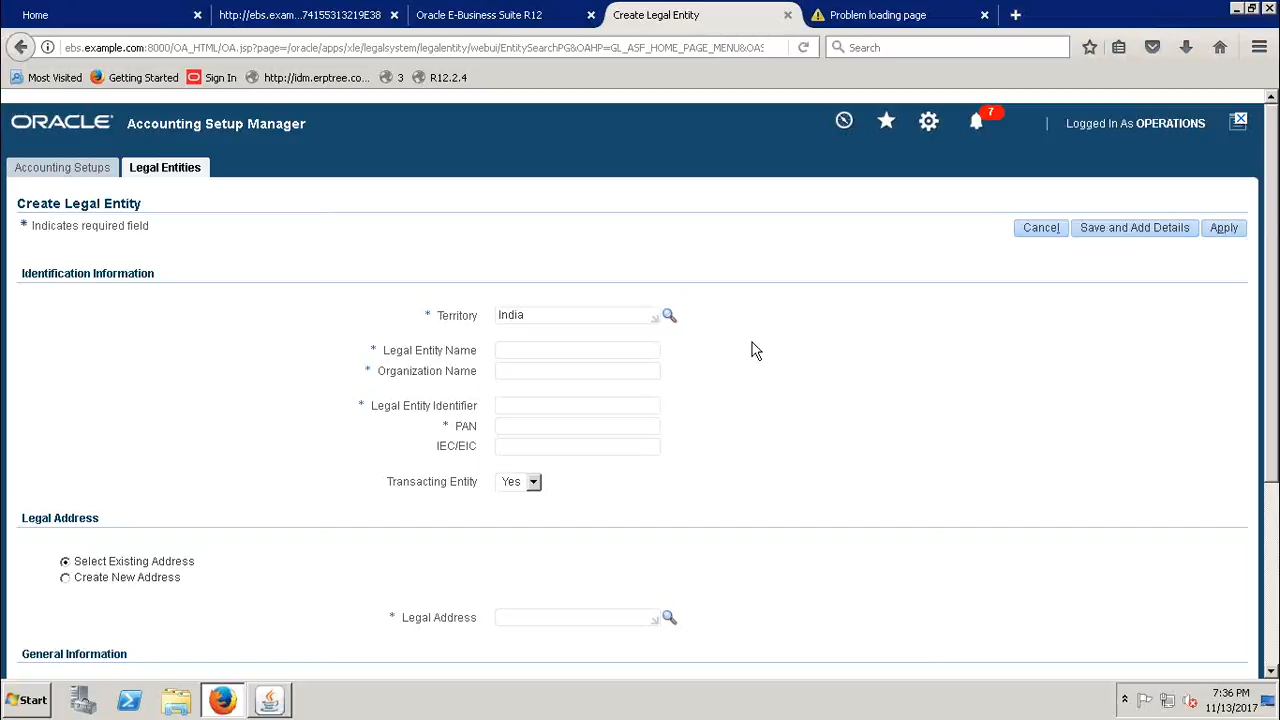 Home
http://ebs.exam...74155313219E38
Oracle E-Business Suite R12
Create Legal Entity
Problem loading page
ebs.example.com:8000/OA_HTML/OA.jsp?page=/oracle/apps/xle/legalsystem/legalentity/webui/EntitySearchPG&OAHP=GL_ASF_HOME_PAGE_MENU&OAS
Search
Most Visited
Getting Started
Sign In
http://idm.erptree.co...
3
R12.2.4
ORACLE Accounting Setup Manager
7
Logged In As OPERATIONS
Accounting Setups
Legal Entities
Create Legal Entity
* Indicates required field
Cancel
Save and Add Details
Apply
Identification Information
* Territory India
* Legal Entity Name
* Organization Name
* Legal Entity Identifier
* PAN
IEC/EIC
Transacting Entity Yes
Legal Address
Select Existing Address
Create New Address
* Legal Address
General Information
Start
7:36 PM
11/13/2017